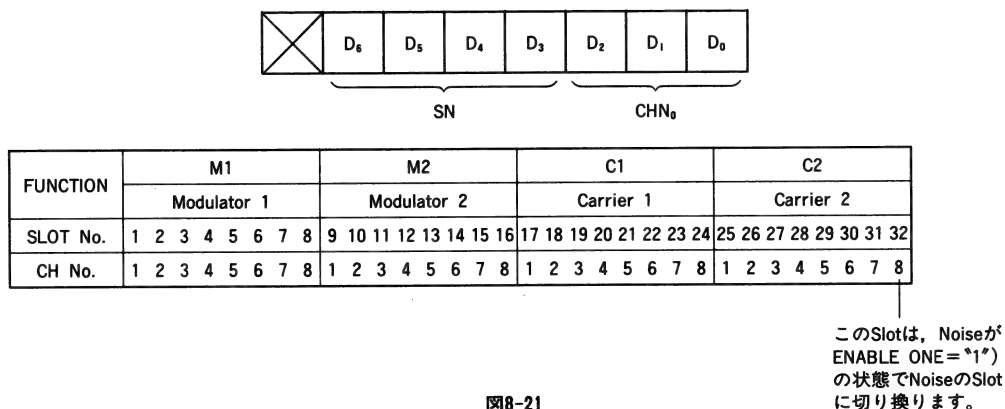 D₆ D₅ D₄ D₃ D₂ D₁ D₀
SN CHN₀
FUNCTION M1 M2 C1 C2
Modulator 1 Modulator 2 Carrier 1 Carrier 2
SLOT No. 1 2 3 4 5 6 7 8 9 10 11 12 13 14 15 16 17 18 19 20 21 22 23 24 25 26 27 28 29 30 31 32
CH No. 1 2 3 4 5 6 7 8 1 2 3 4 5 6 7 8 1 2 3 4 5 6 7 8 1 2 3 4 5 6 7 8
このSlotは，Noiseが
ENABLE ONE＝〝1〞)
の状態でNoiseのSlot
に切り換ります。
図8-21